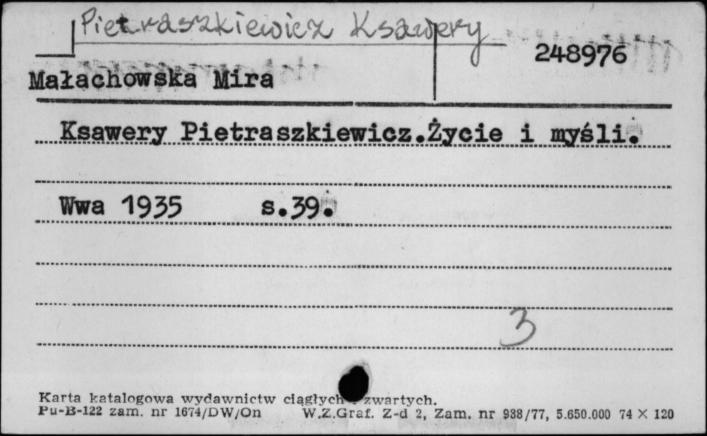 Pietraszkiewicz Ksawery
248976
Małachowska Mira
Ksawery Pietraszkiewicz.Życie i myśli.
Wwa 1935 s.39.
3
Karta katalogowa wydawnictw ciągłych i zwartych.
Pu-B-122 zam. nr 1674/DW/On W.Z.Graf. Z-d 2, Zam. nr 988/77, 5.650.000 74 × 120